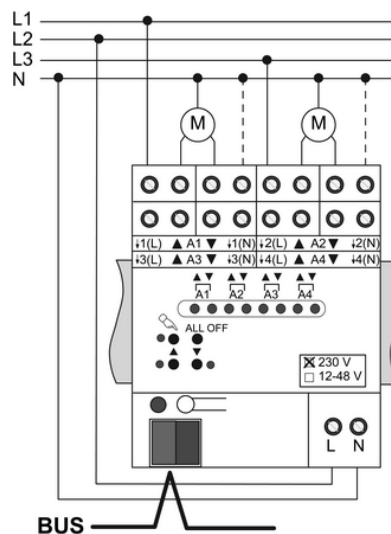 L1
L2
L3
N
M M
↓1(L) ▲ A1 ▼ ↓1(N) ↓2(L) ▲ A2 ▼ ↓2(N)
↓3(L) ▲ A3 ▼ ↓3(N) ↓4(L) ▲ A4 ▼ ↓4(N)
▲▼ ▲▼ ▲▼ ▲▼
A1 A2 A3 A4
ALL OFF
▲ ▼
☒ 230 V
☐ 12-48 V
L N
BUS